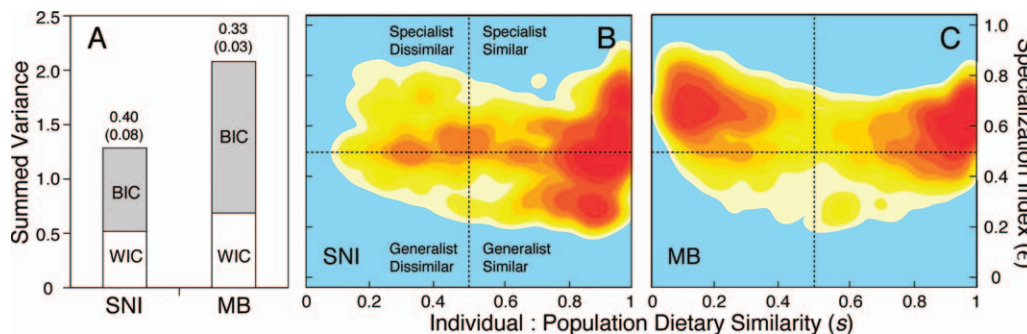 A
Summed Variance
2.5
2.0
1.5
1.0
0.5
0
0.40
(0.08)
BIC
WIC
0.33
(0.03)
BIC
WIC
SNI
MB
B
Specialist
Dissimilar
Specialist
Similar
SNI
Generalist
Dissimilar
Generalist
Similar
0
0.2
0.4
0.6
0.8
1
C
MB
0.2
0.4
0.6
0.8
1
1.0
0.8
0.6
0.4
0.2
0
Specialization Index (ε)
Individual : Population Dietary Similarity (s)